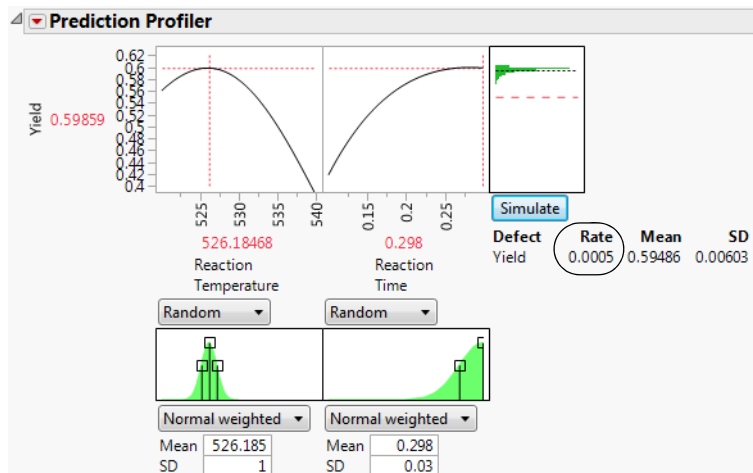 Prediction Profiler
Yield
0.59859
0.62
0.6
0.58
0.56
0.54
0.52
0.5
0.48
0.46
0.44
0.42
0.4
525
530
535
540
0.15
0.2
0.25
526.18468
0.298
Reaction
Temperature
Reaction
Time
Simulate
Defect Rate Mean SD
Yield 0.0005 0.59486 0.00603
Random
Random
Normal weighted
Normal weighted
Mean 526.185
SD 1
Mean 0.298
SD 0.03